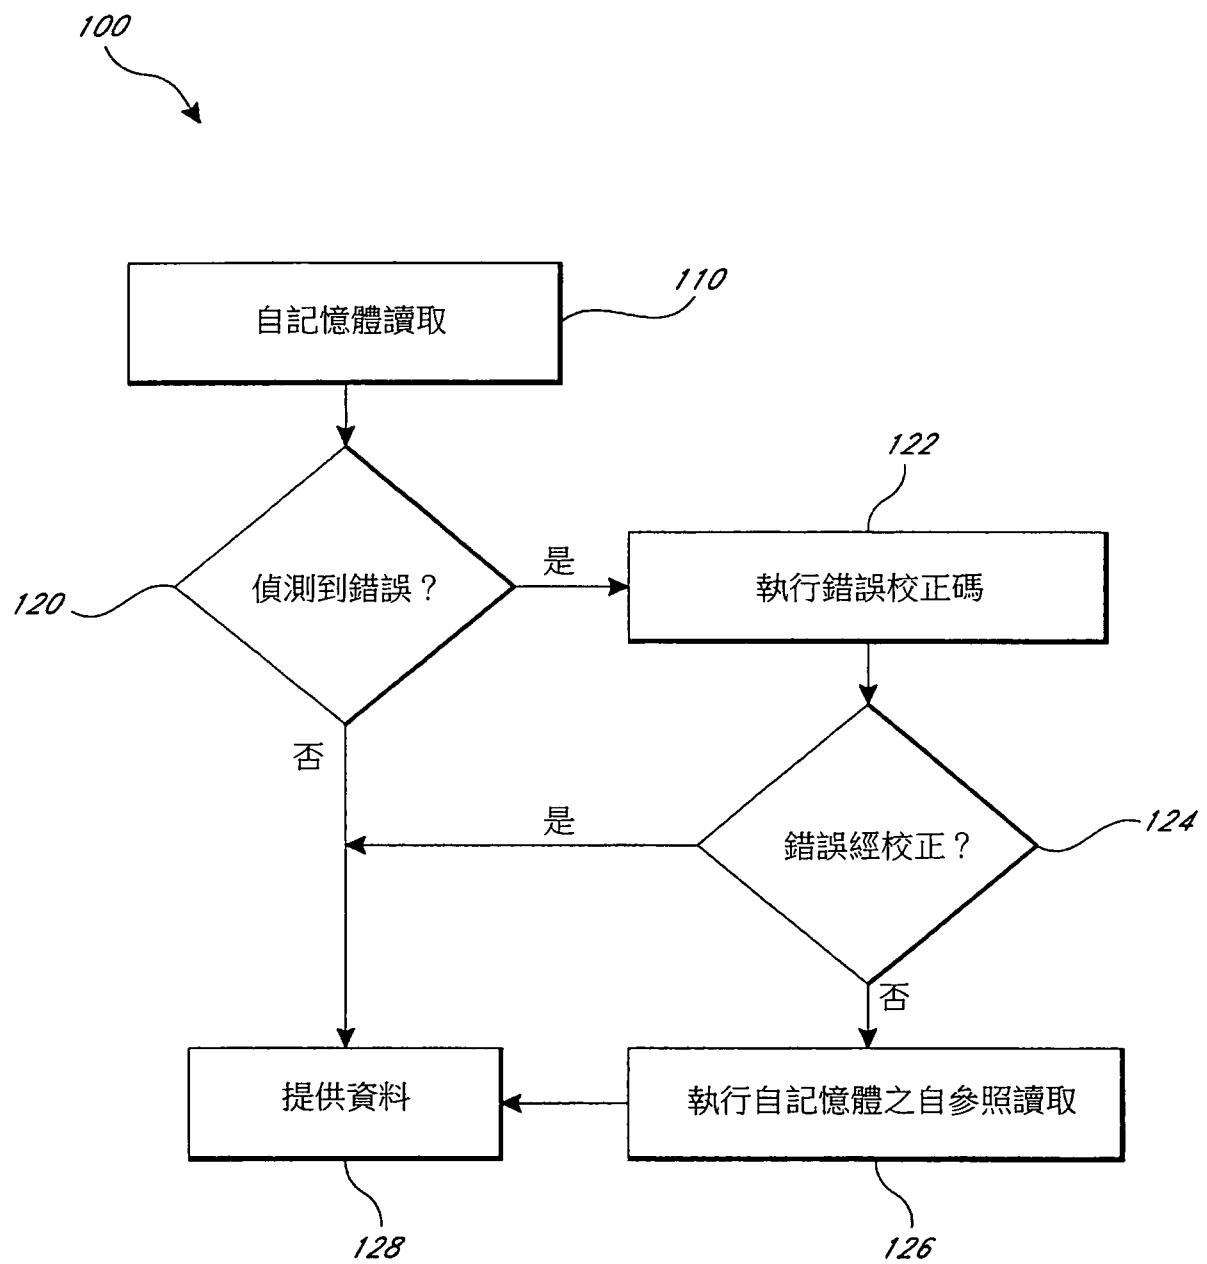 100
自記憶體讀取
110
偵測到錯誤？
120
是
執行錯誤校正碼
122
否
是
錯誤經校正？
124
否
提供資料
128
執行自記憶體之自參照讀取
126